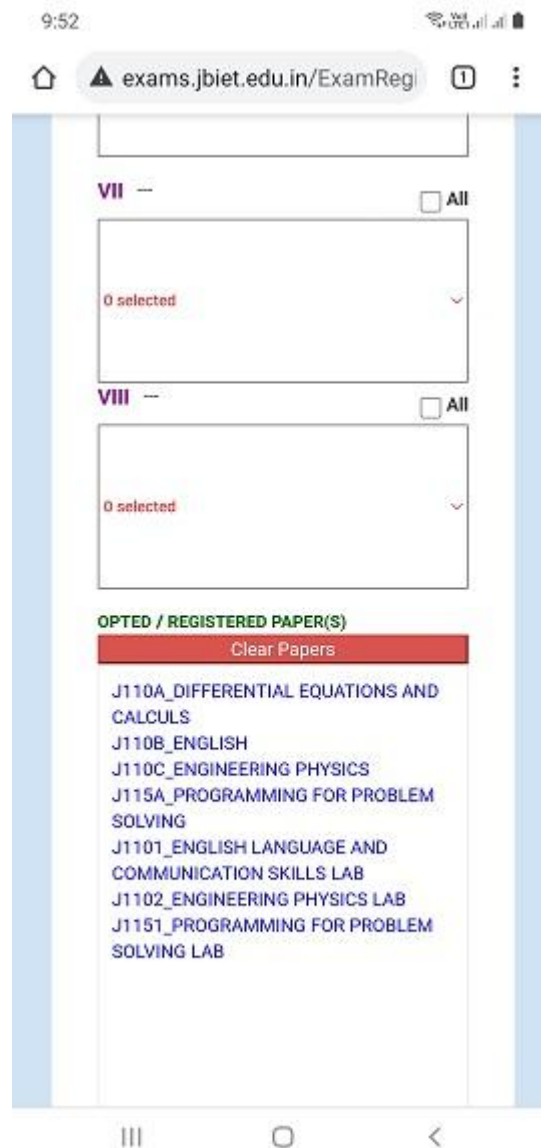 9:52
exams.jbiet.edu.in/ExamRegi
1
VII --
All
0 selected
VIII --
All
0 selected
OPTED / REGISTERED PAPER(S)
Clear Papers
J110A_DIFFERENTIAL EQUATIONS AND
CALCULS
J110B_ENGLISH
J110C_ENGINEERING PHYSICS
J115A_PROGRAMMING FOR PROBLEM
SOLVING
J1101_ENGLISH LANGUAGE AND
COMMUNICATION SKILLS LAB
J1102_ENGINEERING PHYSICS LAB
J1151_PROGRAMMING FOR PROBLEM
SOLVING LAB